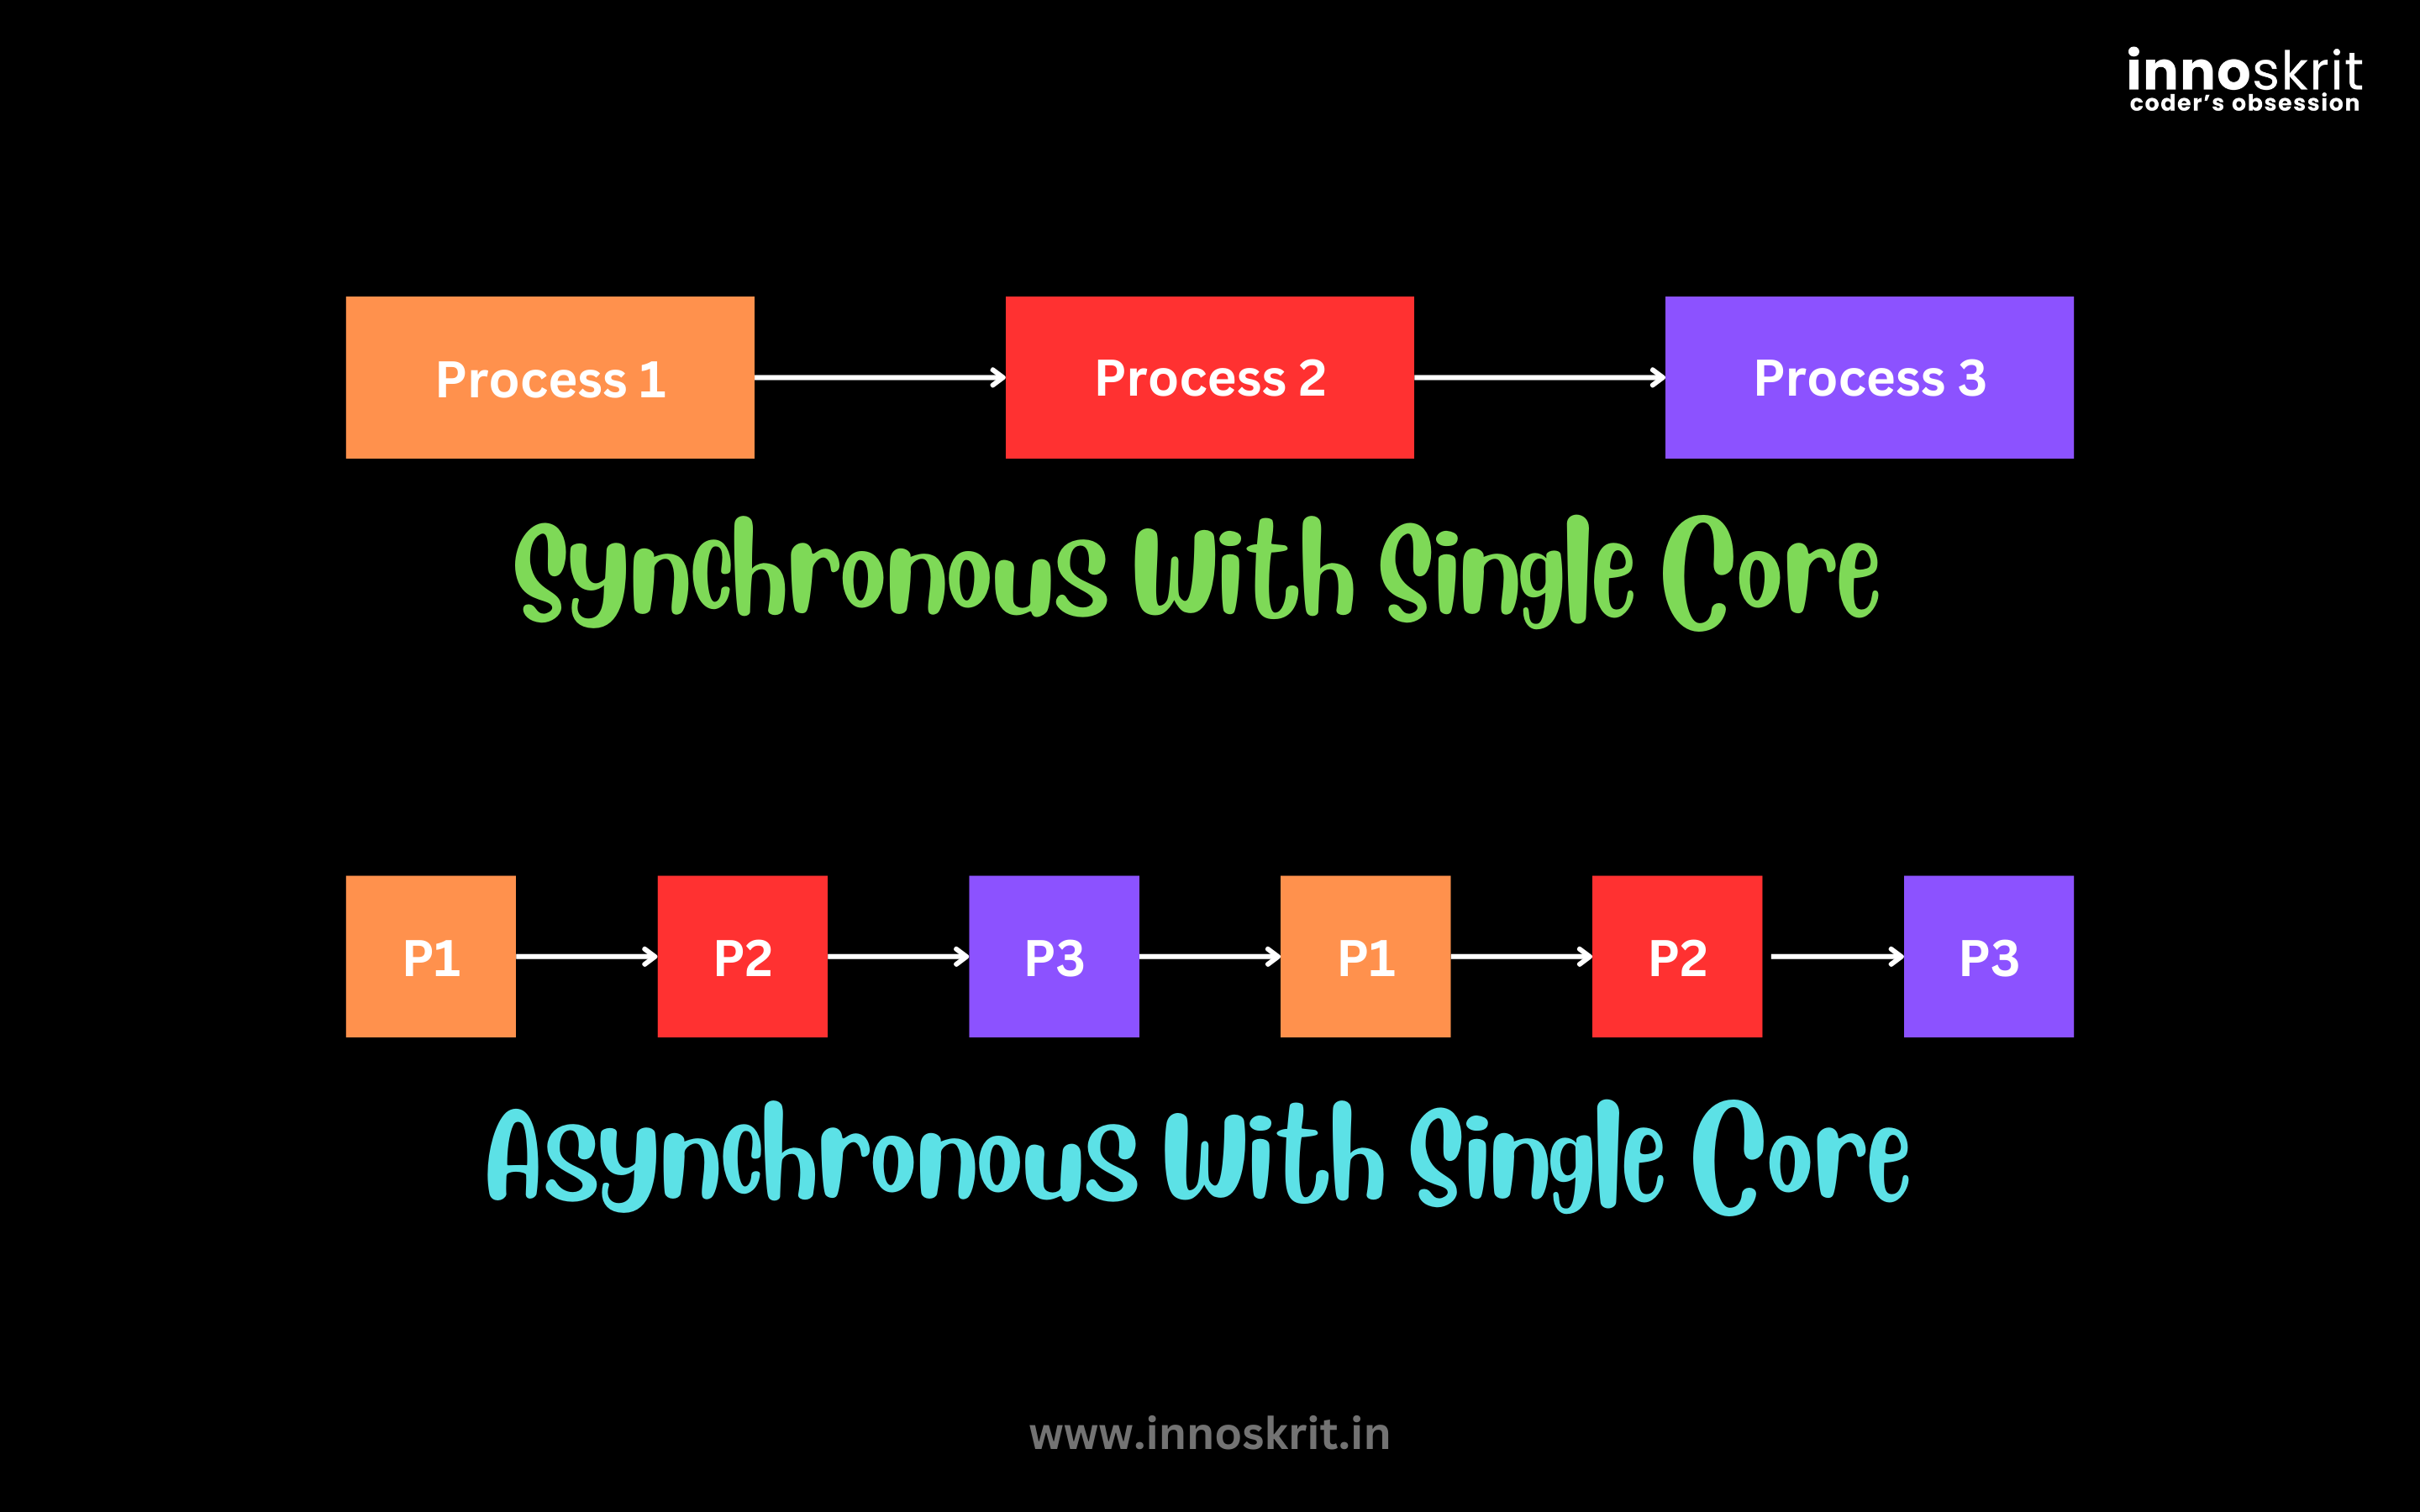 innoskrit
coder's obsession
Process 1
Process 2
Process 3
Synchronous With Single Core
P1
P2
P3
P1
P2
P3
Asynchronous With Single Core
www.innoskrit.in